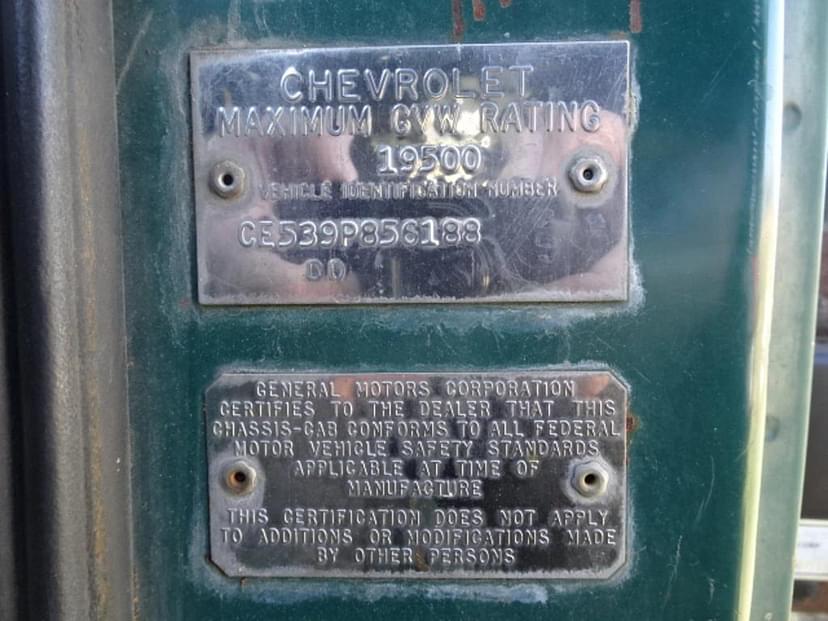 CHEVROLET
MAXIMUM GVW RATING
19500
VEHICLE IDENTIFICATION NUMBER
CE539P856188
DO
GENERAL MOTORS CORPORATION
CERTIFIES TO THE DEALER THAT THIS
CHASSIS-CAB CONFORMS TO ALL FEDERAL
MOTOR VEHICLE SAFETY STANDARDS
APPLICABLE AT TIME OF
MANUFACTURE
THIS CERTIFICATION DOES NOT APPLY
TO ADDITIONS OR MODIFICATIONS MADE
BY OTHER PERSONS